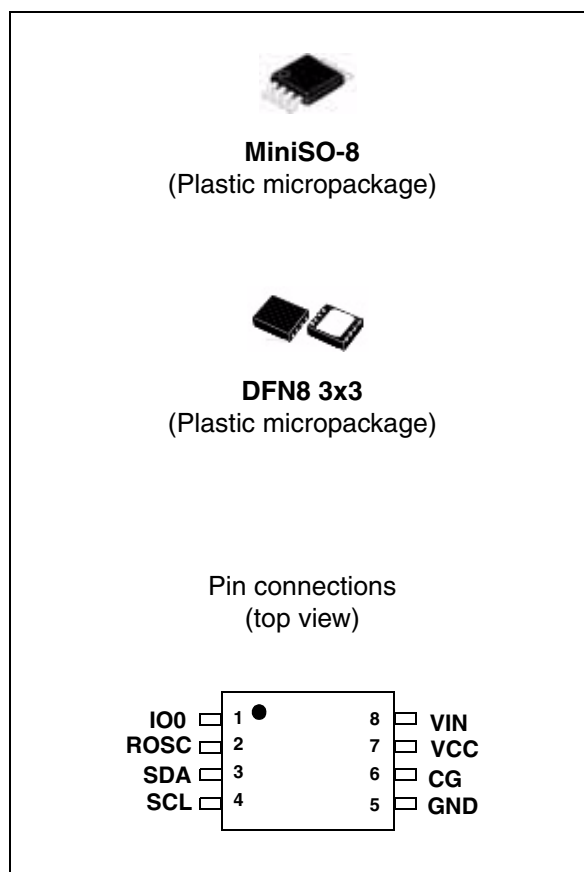 MiniSO-8
(Plastic micropackage)
DFN8 3x3
(Plastic micropackage)
Pin connections
(top view)
IO0 1 8 VIN
ROSC 2 7 VCC
SDA 3 6 CG
SCL 4 5 GND